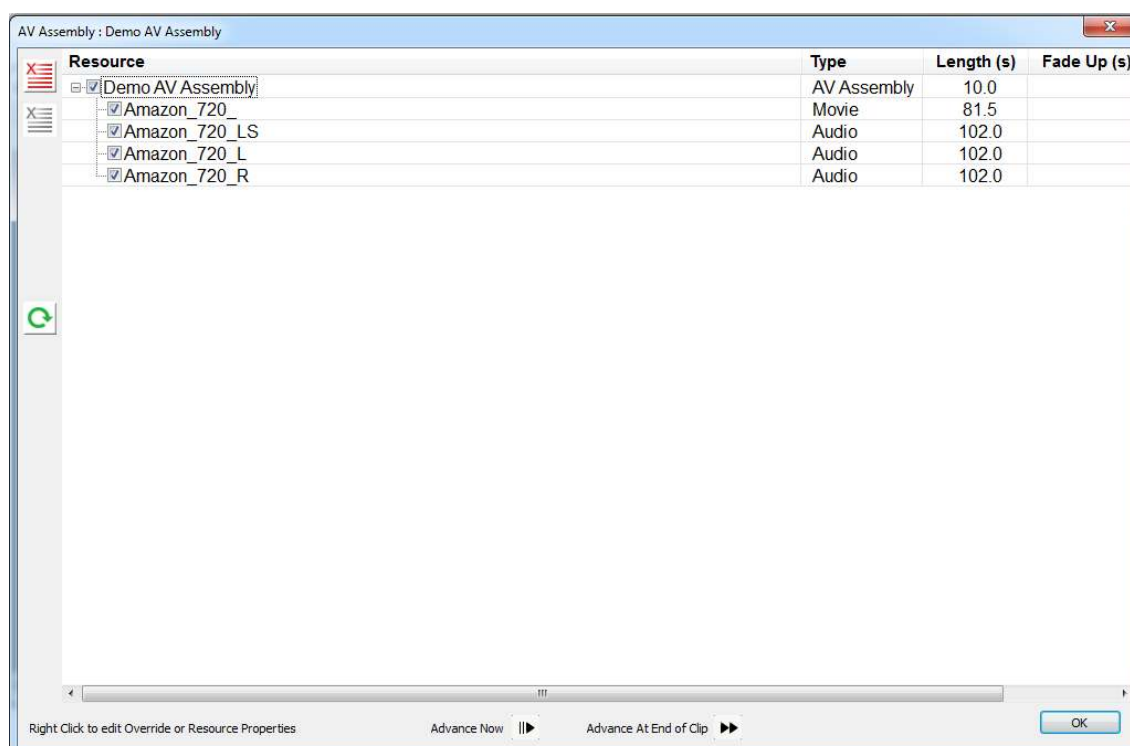 AV Assembly : Demo AV Assembly
Resource Type Length (s) Fade Up (s)
Demo AV Assembly AV Assembly 10.0
Amazon_720_ Movie 81.5
Amazon_720_LS Audio 102.0
Amazon_720_L Audio 102.0
Amazon_720_R Audio 102.0
Right Click to edit Override or Resource Properties Advance Now Advance At End of Clip OK